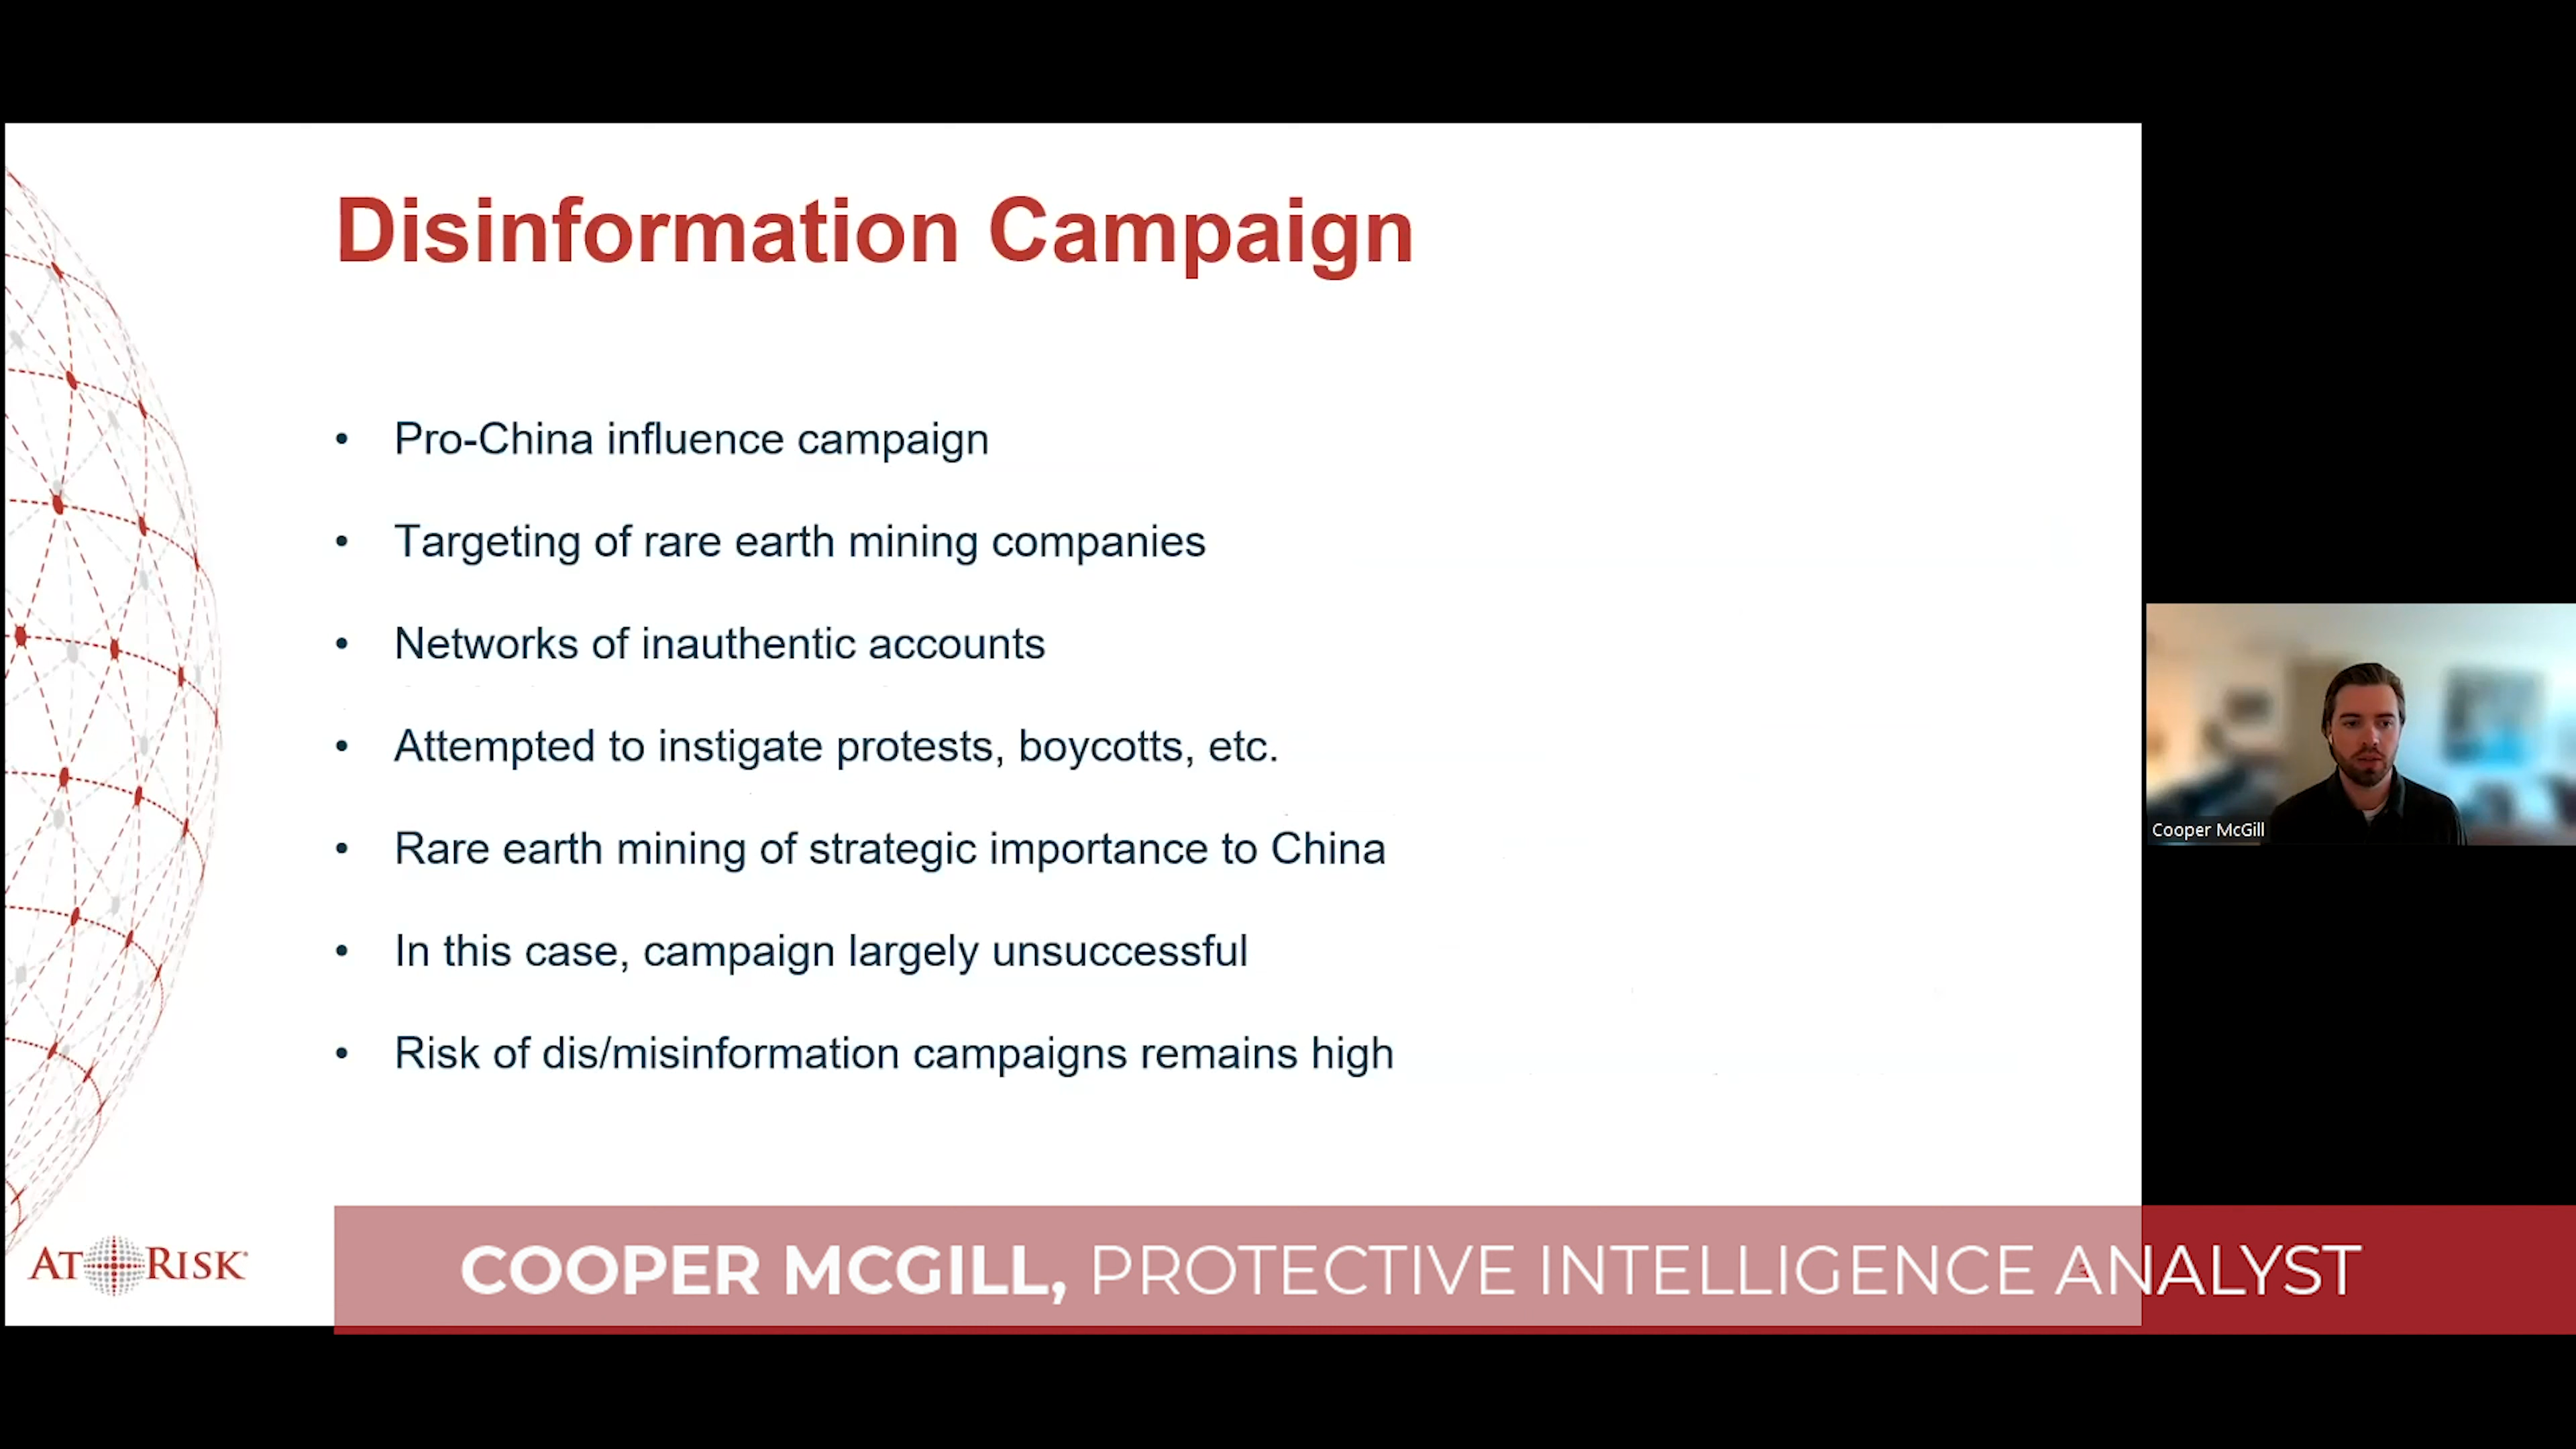 Disinformation Campaign
• Pro-China influence campaign
• Targeting of rare earth mining companies
• Networks of inauthentic accounts
• Attempted to instigate protests, boycotts, etc.
• Rare earth mining of strategic importance to China
• In this case, campaign largely unsuccessful
• Risk of dis/misinformation campaigns remains high
Cooper McGill
AT RISK
COOPER MCGILL, PROTECTIVE INTELLIGENCE ANALYST